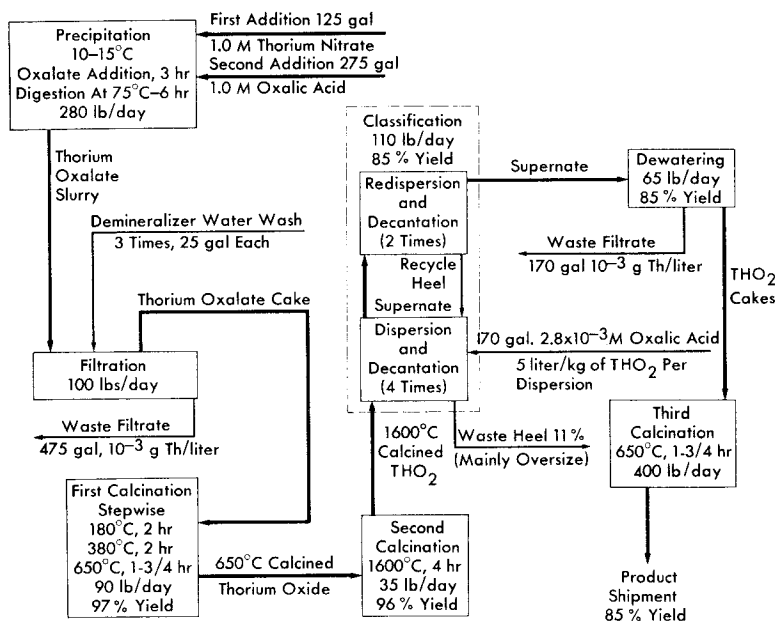 First Addition 125 gal
1.0 M Thorium Nitrate
Second Addition 275 gal
1.0 M Oxalic Acid
Precipitation
10–15°C
Oxalate Addition, 3 hr
Digestion At 75°C–6 hr
280 lb/day
Thorium
Oxalate
Slurry
Demineralizer Water Wash
3 Times, 25 gal Each
Thorium Oxalate Cake
Filtration
100 lbs/day
Waste Filtrate
475 gal, 10⁻³ g Th/liter
First Calcination
Stepwise
180°C, 2 hr
380°C, 2 hr
650°C, 1-3/4 hr
90 lb/day
97% Yield
650°C Calcined
Thorium Oxide
Second
Calcination
1600°C, 4 hr
35 lb/day
96% Yield
1600°C
Calcined
THO₂
Classification
110 lb/day
85% Yield
Redispersion
and
Decantation
(2 Times)
Recycle
Heel
Supernate
Dispersion
and
Decantation
(4 Times)
Waste Heel 11%
(Mainly Oversize)
170 gal, 2.8x10⁻³M Oxalic Acid
5 liter/kg of THO₂ Per
Dispersion
Supernate
Dewatering
65 lb/day
85% Yield
Waste Filtrate
170 gal 10⁻³ g Th/liter
THO₂
Cakes
Third
Calcination
650°C, 1-3/4 hr
400 lb/day
Product
Shipment
85% Yield